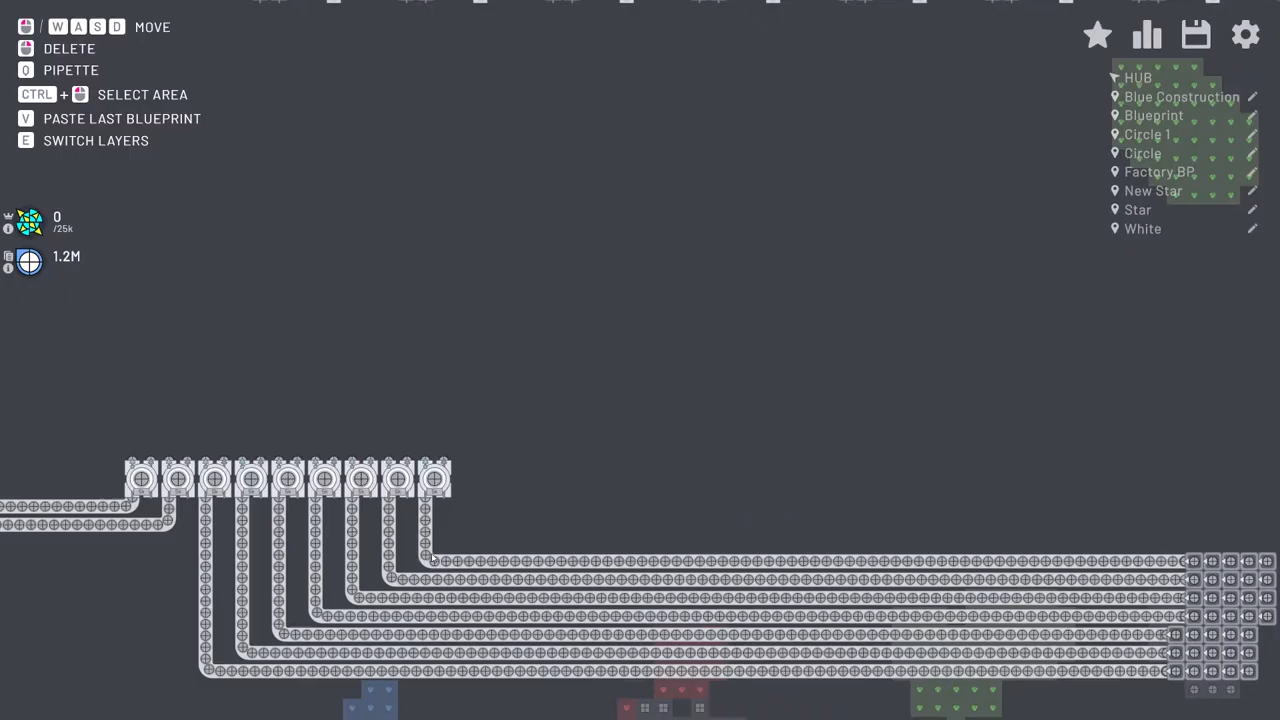 / W A S D MOVE
DELETE
Q PIPETTE
CTRL + SELECT AREA
V PASTE LAST BLUEPRINT
E SWITCH LAYERS
0
/25k
1.2M
HUB
Blue Construction
Blueprint
Circle 1
Circle
Factory BP
New Star
Star
White